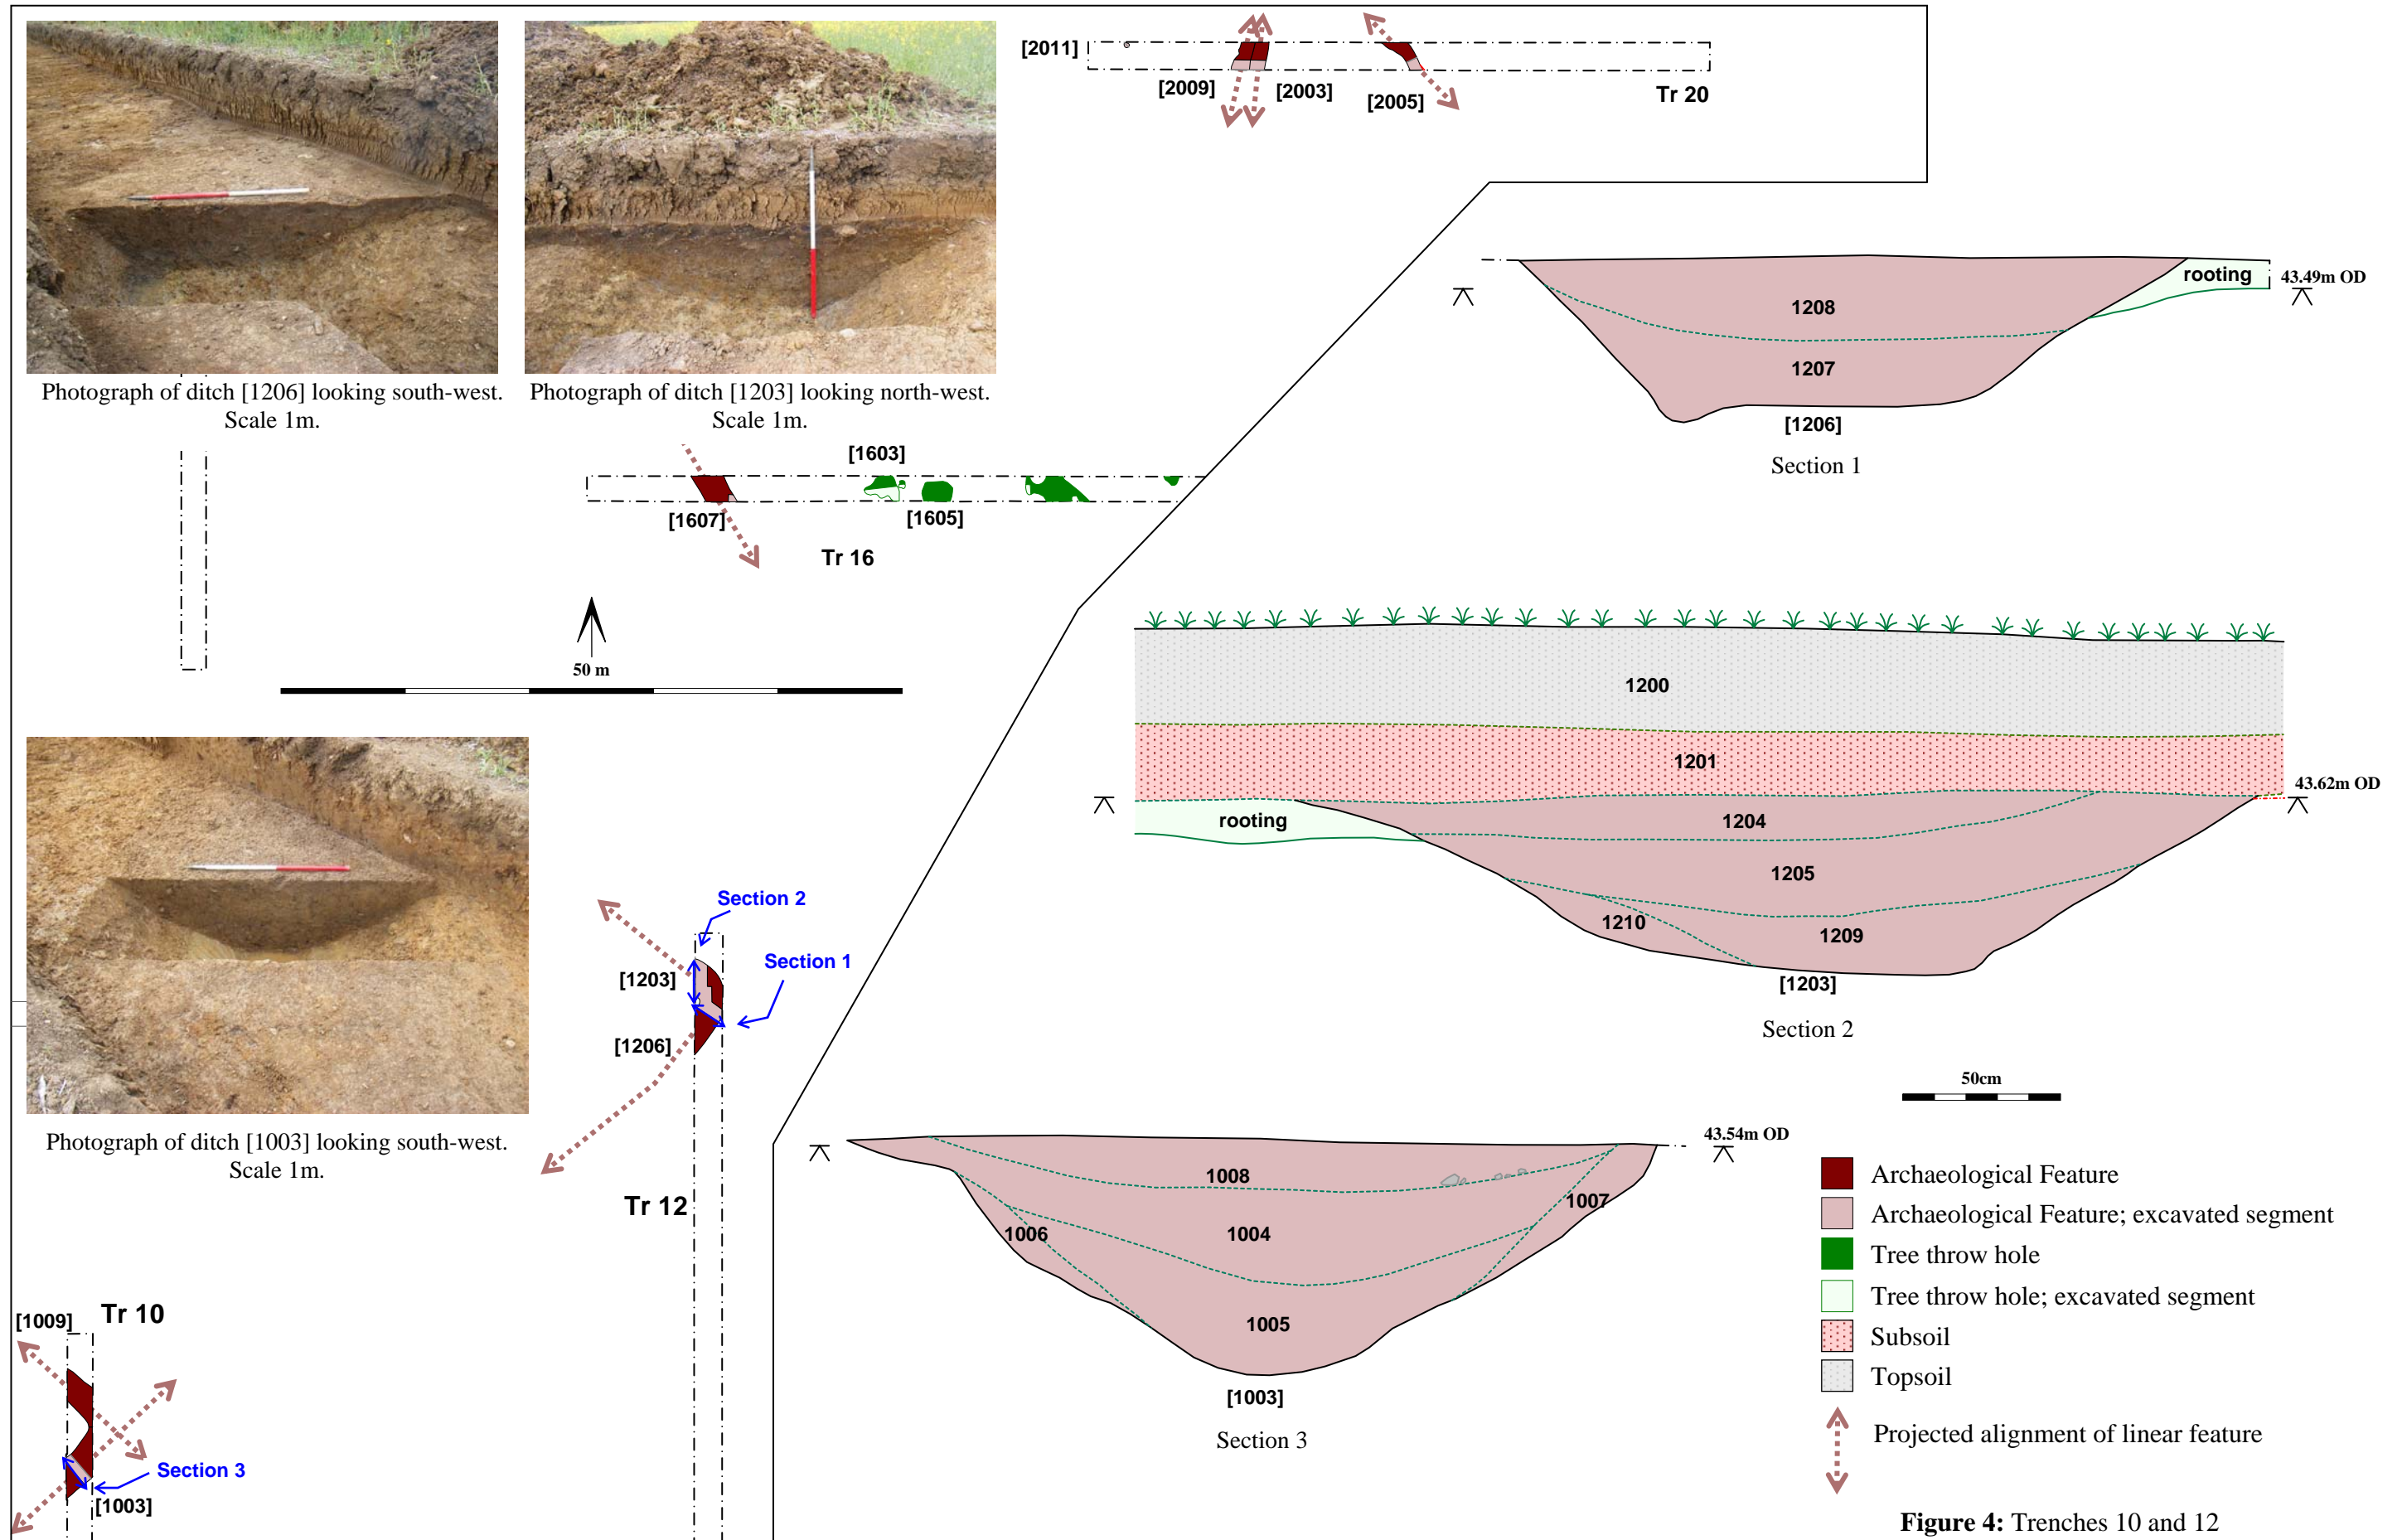 [2011]
[2009]
[2003]
[2005]
Tr 20
Photograph of ditch [1206] looking south-west.
Scale 1m.
Photograph of ditch [1203] looking north-west.
Scale 1m.
rooting
43.49m OD
1208
1207
[1206]
Section 1
[1603]
[1607]
[1605]
Tr 16
50 m
1200
1201
43.62m OD
rooting
1204
1205
1210
1209
[1203]
Section 2
Photograph of ditch [1003] looking south-west.
Scale 1m.
Section 2
[1203]
Section 1
[1206]
Tr 12
50cm
43.54m OD
1008
1007
1006
1004
1005
[1003]
Section 3
[1009]
Tr 10
Section 3
[1003]
Archaeological Feature
Archaeological Feature; excavated segment
Tree throw hole
Tree throw hole; excavated segment
Subsoil
Topsoil
Projected alignment of linear feature
Figure 4: Trenches 10 and 12